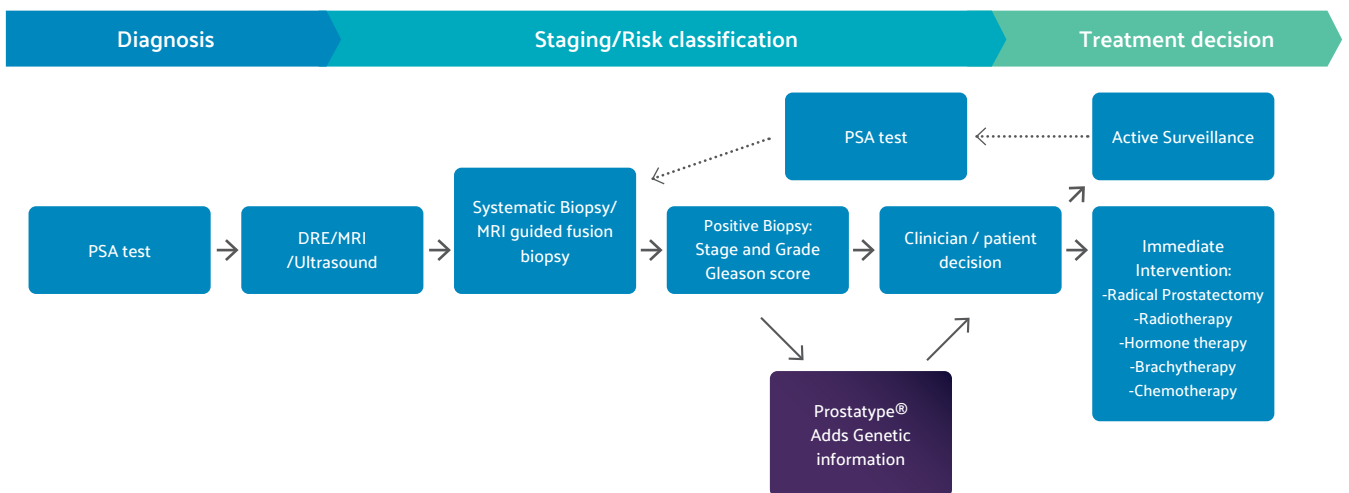 Diagnosis
Staging/Risk classification
Treatment decision
PSA test
Active Surveillance
PSA test
DRE/MRI
/Ultrasound
Systematic Biopsy/
MRI guided fusion
biopsy
Positive Biopsy:
Stage and Grade
Gleason score
Clinician / patient
decision
Immediate
Intervention:
-Radical Prostatectomy
-Radiotherapy
-Hormone therapy
-Brachytherapy
-Chemotherapy
Prostatype®
Adds Genetic
information